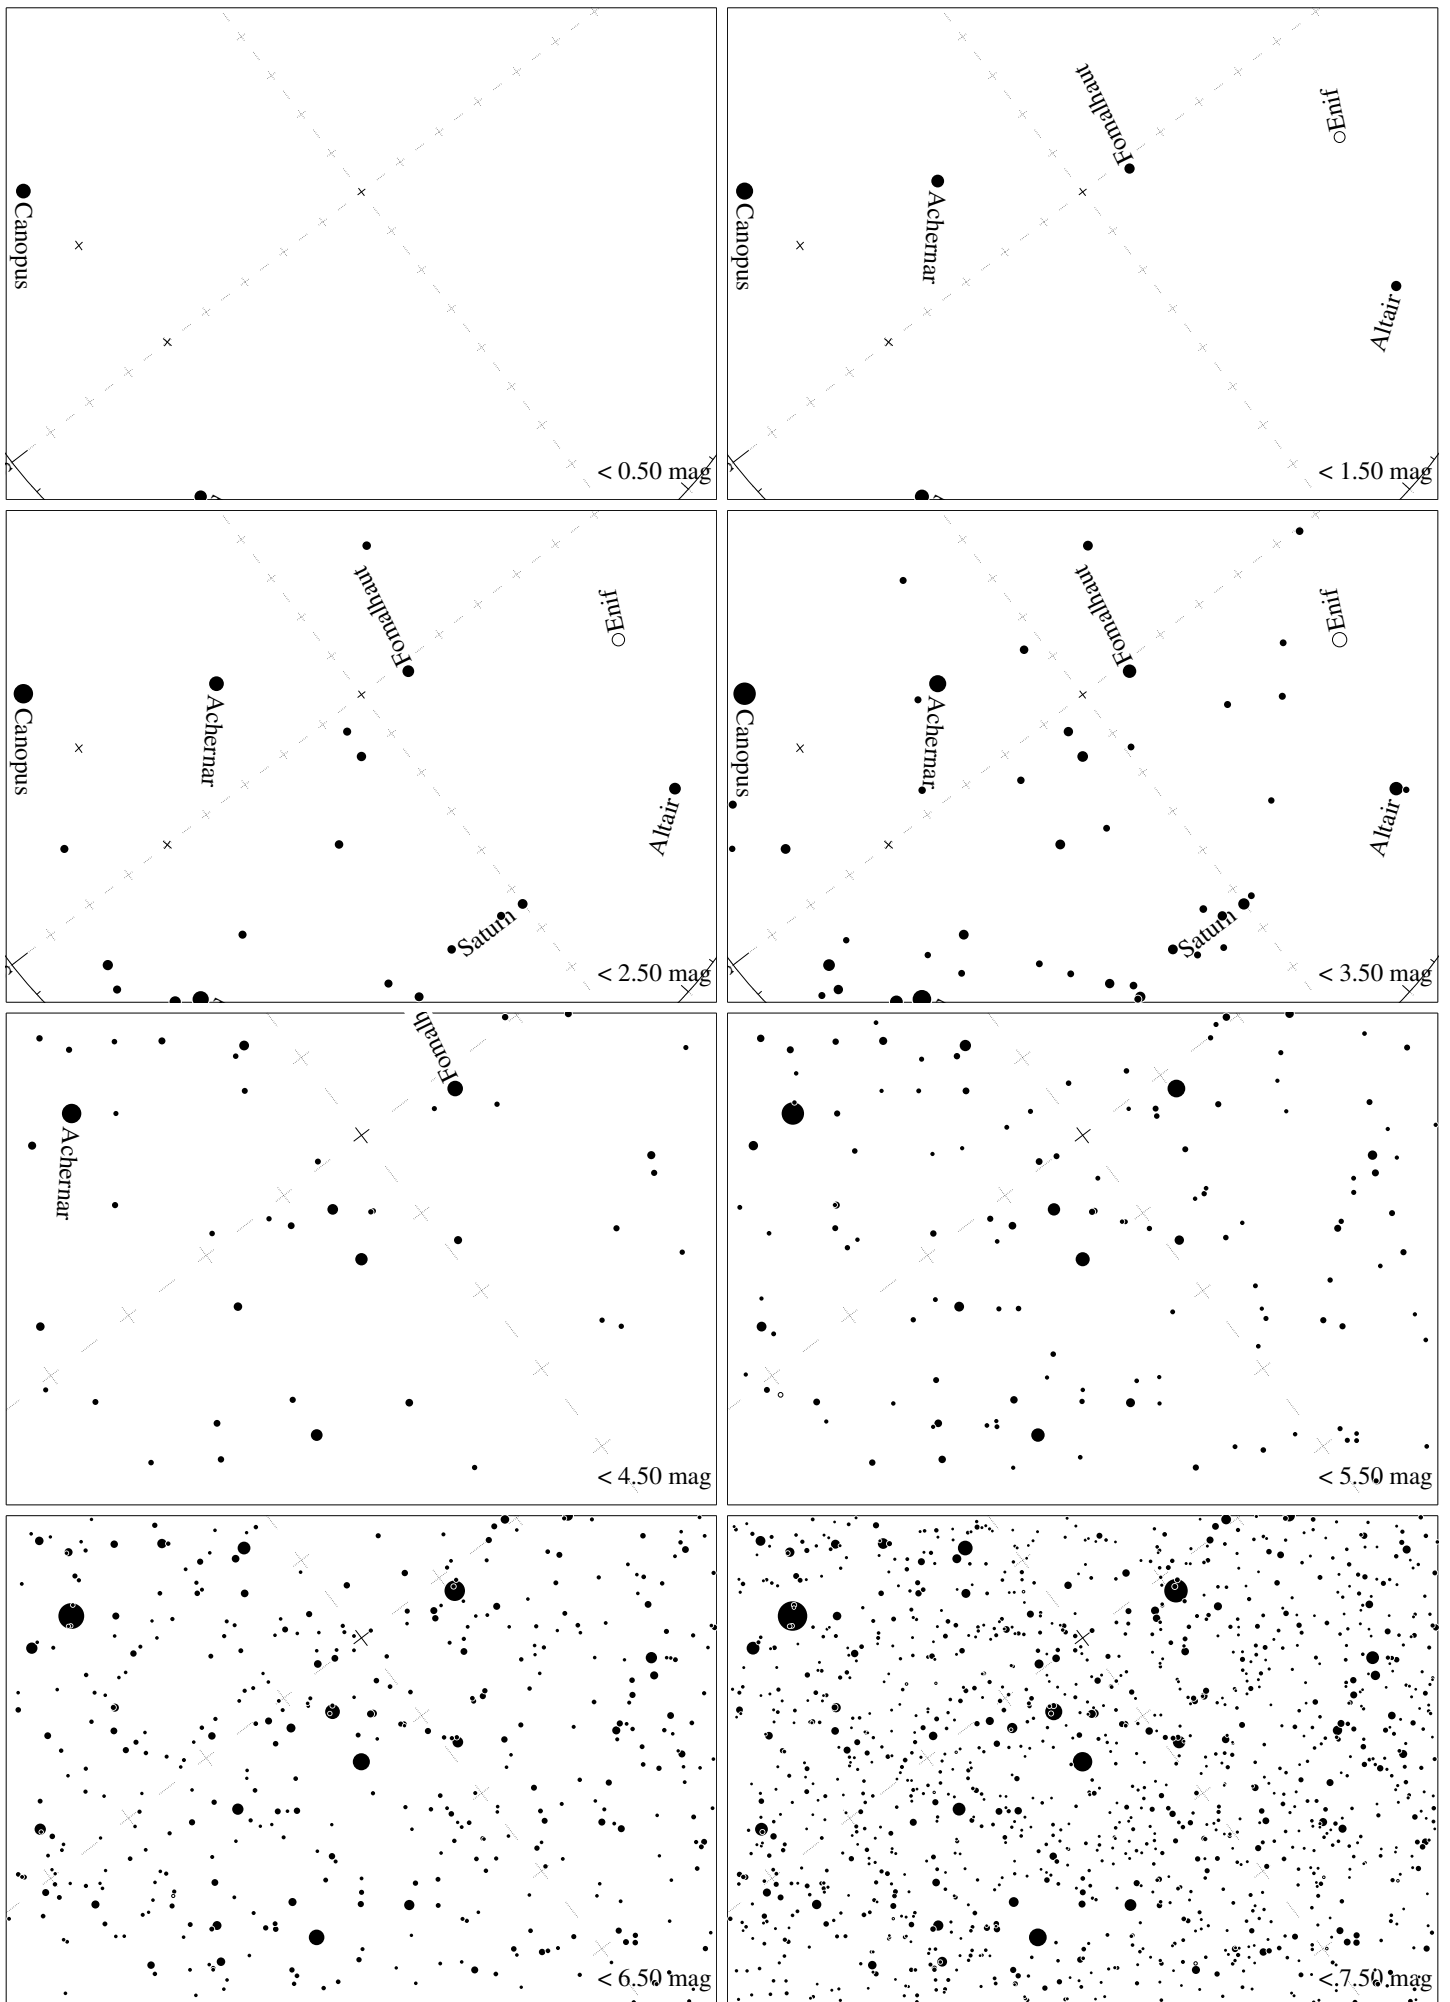 Canopus
< 0.50 mag
Canopus
Achernar
Fomalhaut
Enif
Altair
< 1.50 mag
Canopus
Achernar
Fomalhaut
Enif
Altair
Saturn
< 2.50 mag
Canopus
Achernar
Fomalhaut
Enif
Altair
Saturn
< 3.50 mag
Achernar
Fomalh
< 4.50 mag
< 5.50 mag
< 6.50 mag
< 7.50 mag